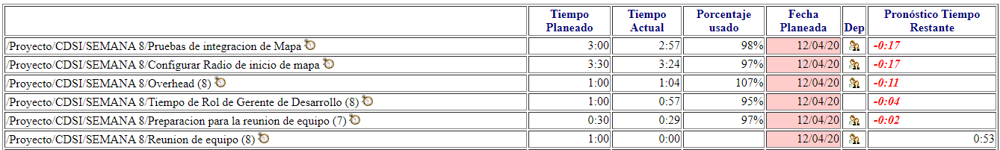 Tiempo Planeado Tiempo Actual Porcentaje usado Fecha Planeada Dep Pronóstico Tiempo Restante
/Proyecto/CDSI/SEMANA 8/Pruebas de integracion de Mapa 3:00 2:57 98% 12/04/20 -0:17
/Proyecto/CDSI/SEMANA 8/Configurar Radio de inicio de mapa 3:30 3:24 97% 12/04/20 -0:17
/Proyecto/CDSI/SEMANA 8/Overhead (8) 1:00 1:04 107% 12/04/20 -0:11
/Proyecto/CDSI/SEMANA 8/Tiempo de Rol de Gerente de Desarrollo (8) 1:00 0:57 95% 12/04/20 -0:04
/Proyecto/CDSI/SEMANA 8/Preparacion para la reunion de equipo (7) 0:30 0:29 97% 12/04/20 -0:02
/Proyecto/CDSI/SEMANA 8/Reunion de equipo (8) 1:00 0:00 12/04/20 0:53